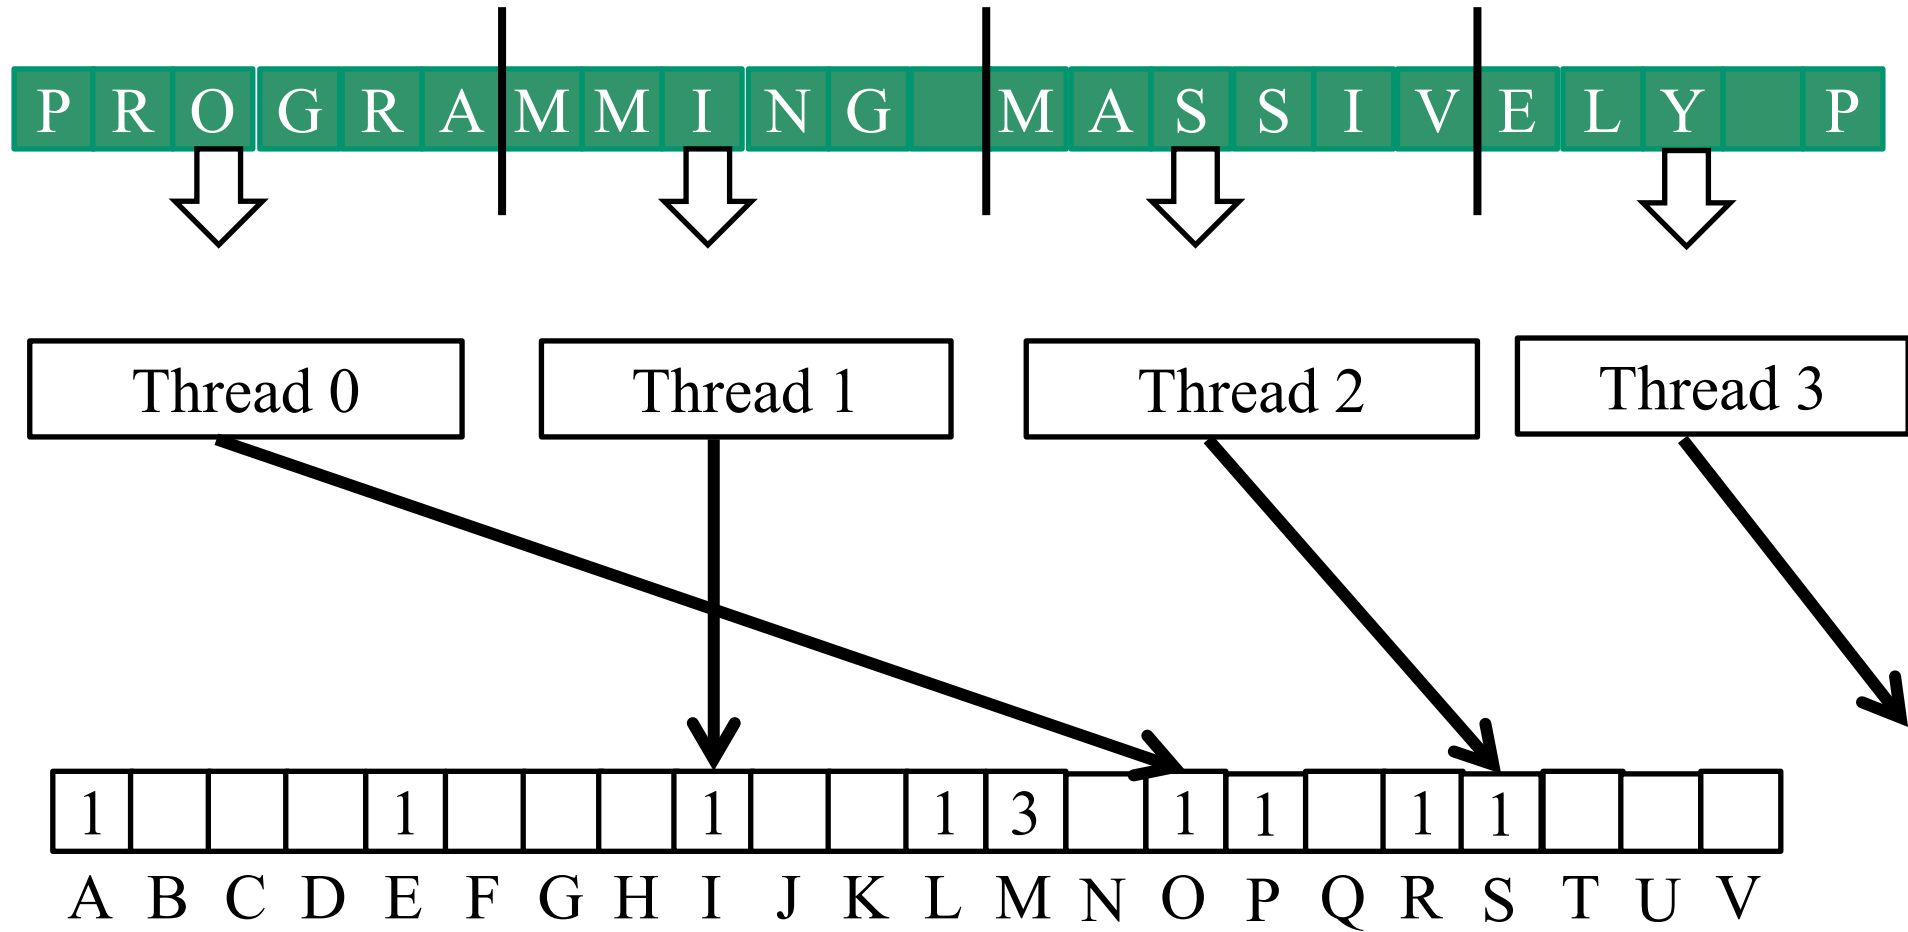 P R O G R A M M I N G M A S S I V E L Y P
Thread 0 Thread 1 Thread 2 Thread 3
1 1 1 1 3 1 1 1 1
A B C D E F G H I J K L M N O P Q R S T U V